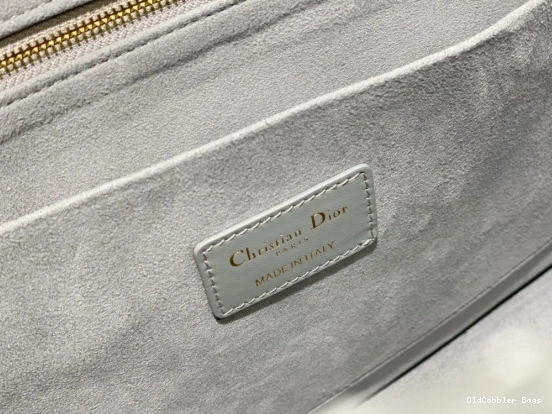 Christian Dior
PARIS
MADE IN ITALY
OldCobbler Bags